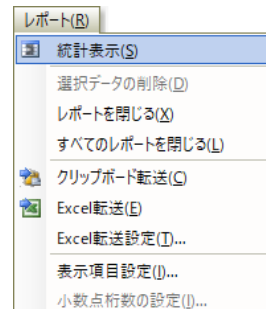 レポート(R)
統計表示(S)
選択データの削除(D)
レポートを閉じる(X)
すべてのレポートを閉じる(L)
クリップボード転送(C)
Excel転送(E)
Excel転送設定(T)...
表示項目設定(I)...
小数点桁数の設定(I)...